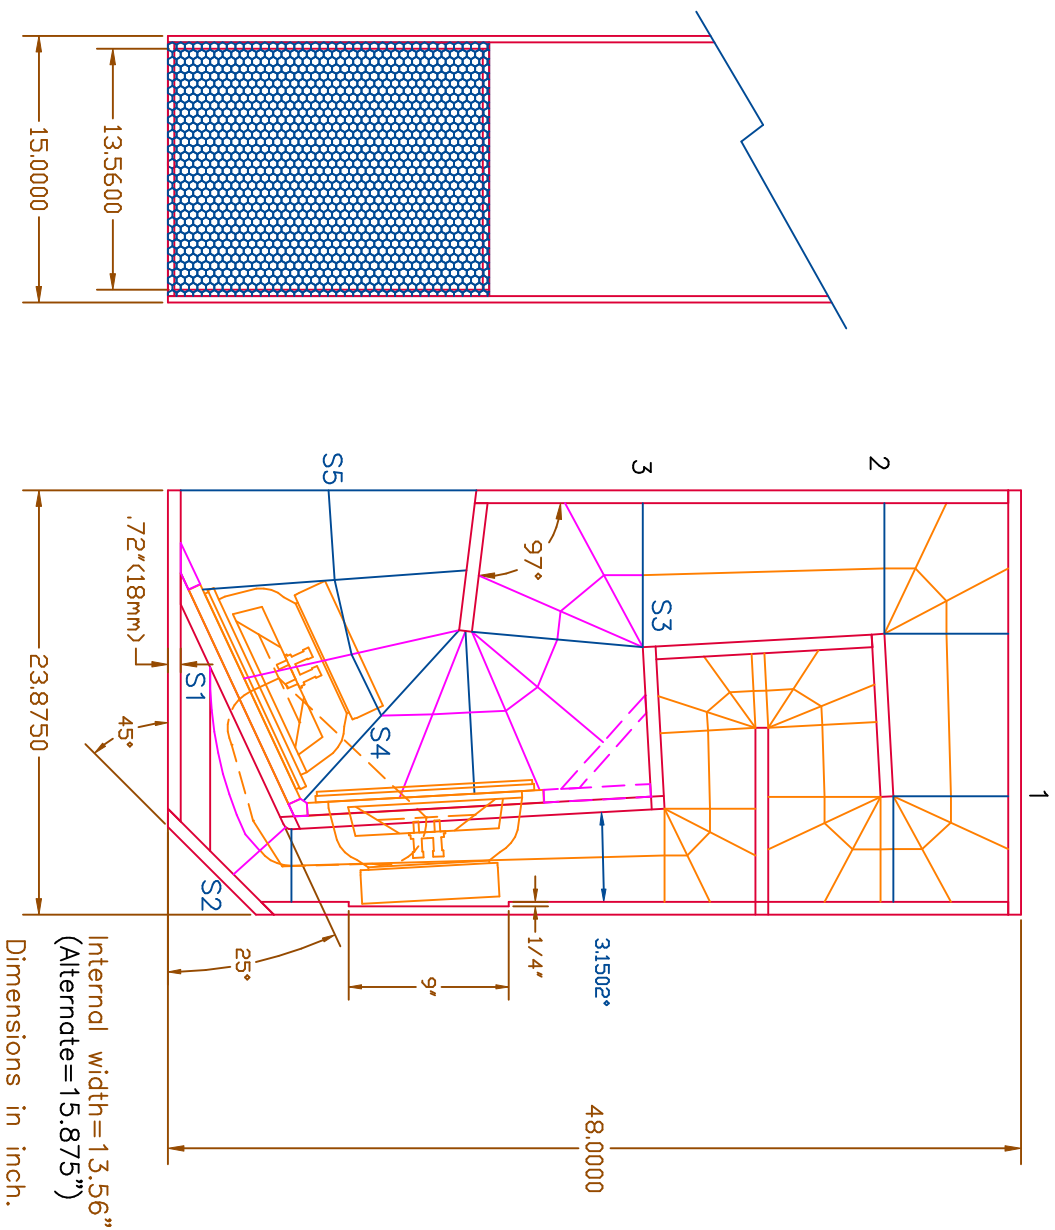 15.0000
13.5600
S5
3
2
97°
S3
.72"(18mm)
S1
S4
1
23.8750
45°
S2
25°
9"
1/4"
3.1502°
48.0000
Internal width=13.56"
(Alternate=15.875")
Dimensions in inch.